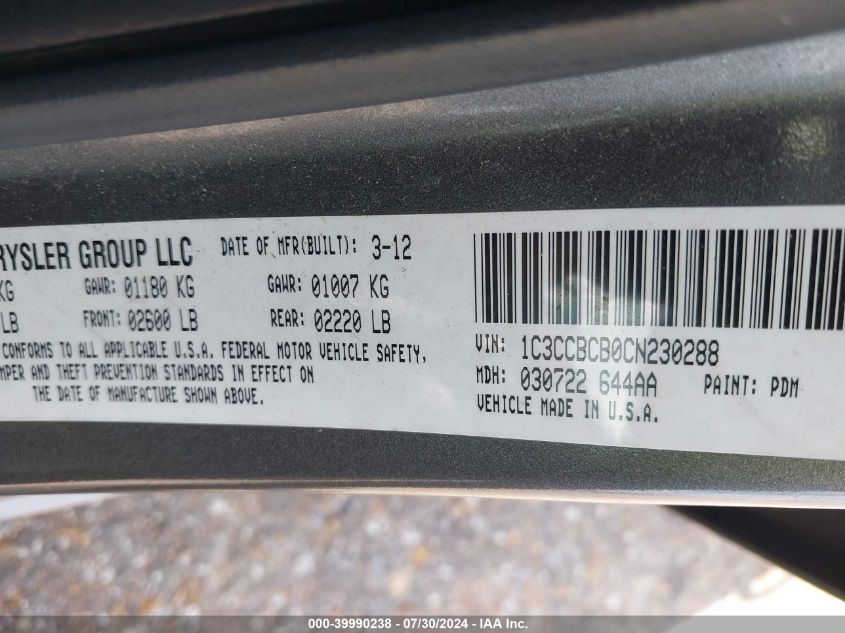 RYSLER GROUP LLC DATE OF MFR(BUILT): 3-12
KG GAWR: 01180 KG GAWR: 01007 KG
LB FRONT: 02600 LB REAR: 02220 LB
CONFORMS TO ALL APPLICABLE U.S.A. FEDERAL MOTOR VEHICLE SAFETY,
MPER AND THEFT PREVENTION STANDARDS IN EFFECT ON
THE DATE OF MANUFACTURE SHOWN ABOVE.
VIN: 1C3CCBCB0CN230288
MDH: 030722 644AA PAINT: PDM
VEHICLE MADE IN U.S.A.
000-39990238 - 07/30/2024 - IAA Inc.